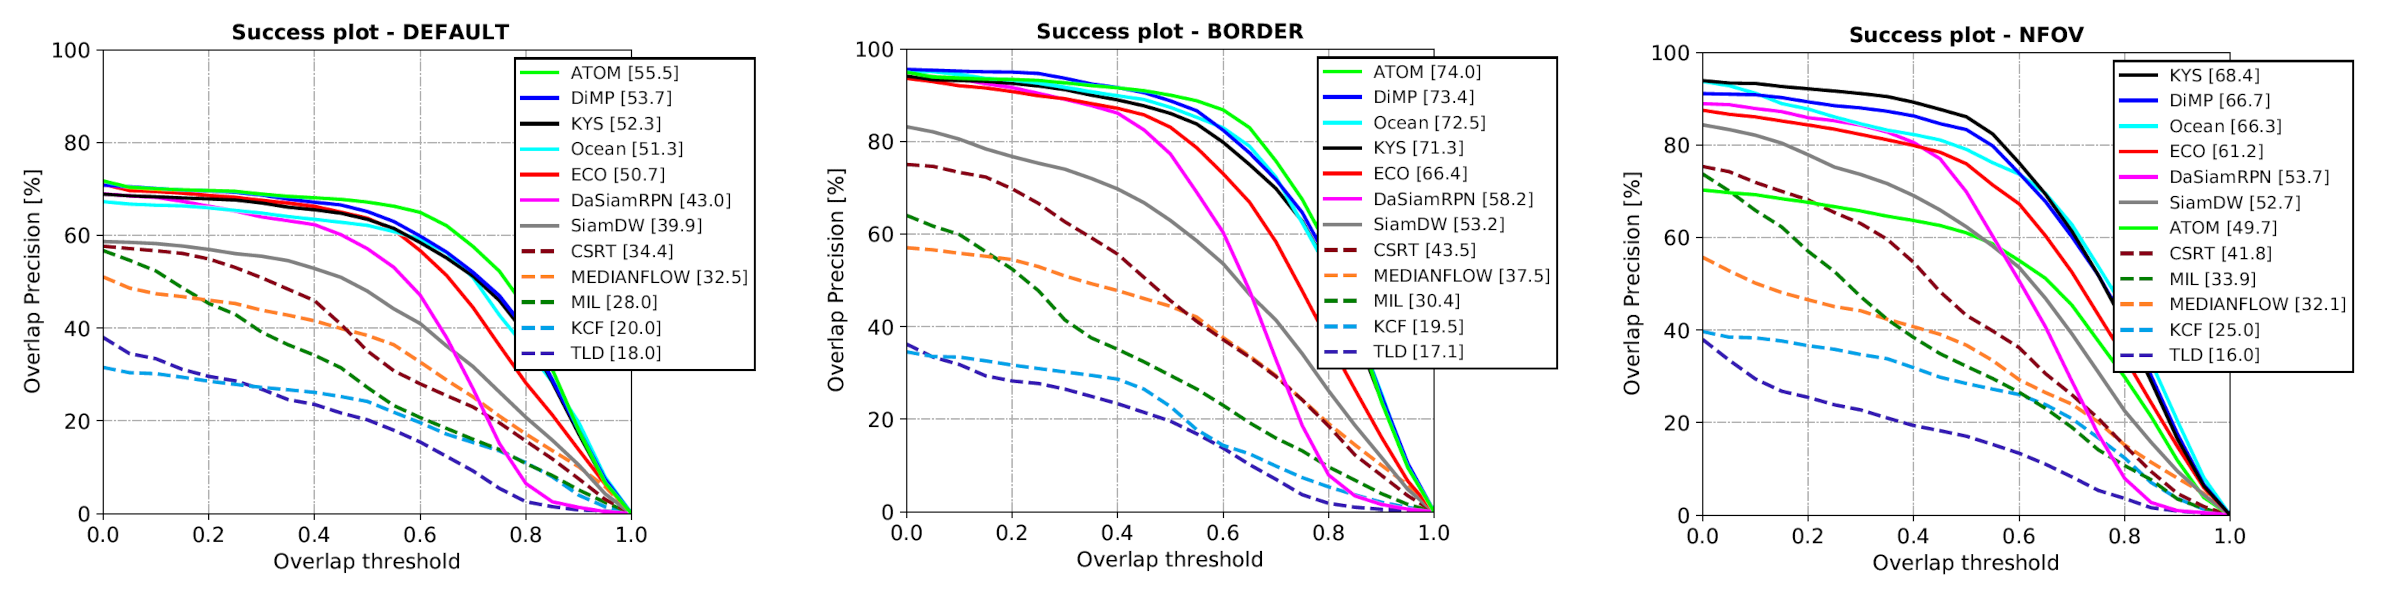 Success plot - DEFAULT
100
80
60
40
20
0
0.0 0.2 0.4 0.6 0.8 1.0
Overlap Precision [%]
Overlap threshold
ATOM [55.5]
DiMP [53.7]
KYS [52.3]
Ocean [51.3]
ECO [50.7]
DaSiamRPN [43.0]
SiamDW [39.9]
CSRT [34.4]
MEDIANFLOW [32.5]
MIL [28.0]
KCF [20.0]
TLD [18.0]
Success plot - BORDER
100
80
60
40
20
0
0.0 0.2 0.4 0.6 0.8 1.0
Overlap Precision [%]
Overlap threshold
ATOM [74.0]
DiMP [73.4]
Ocean [72.5]
KYS [71.3]
ECO [66.4]
DaSiamRPN [58.2]
SiamDW [53.2]
CSRT [43.5]
MEDIANFLOW [37.5]
MIL [30.4]
KCF [19.5]
TLD [17.1]
Success plot - NFOV
100
80
60
40
20
0
0.0 0.2 0.4 0.6 0.8 1.0
Overlap Precision [%]
Overlap threshold
KYS [68.4]
DiMP [66.7]
Ocean [66.3]
ECO [61.2]
DaSiamRPN [53.7]
SiamDW [52.7]
ATOM [49.7]
CSRT [41.8]
MIL [33.9]
MEDIANFLOW [32.1]
KCF [25.0]
TLD [16.0]